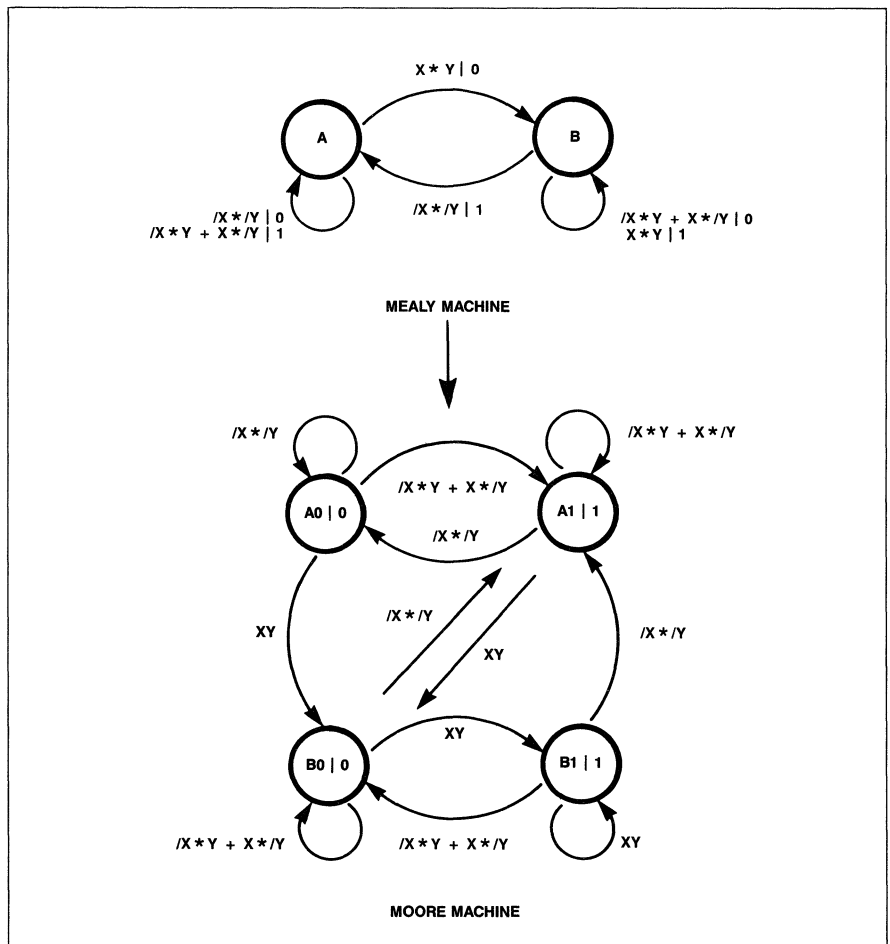 X * Y | 0
A
B
/X */Y | 1
/X */Y | 0
/X * Y + X */Y | 1
/X * Y + X */Y | 0
X * Y | 1
MEALY MACHINE
/X */Y
/X * Y + X */Y
/X * Y + X */Y
A0 | 0
A1 | 1
/X */Y
/X */Y
XY
XY
/X */Y
XY
B0 | 0
B1 | 1
/X * Y + X */Y
/X * Y + X */Y
XY
MOORE MACHINE